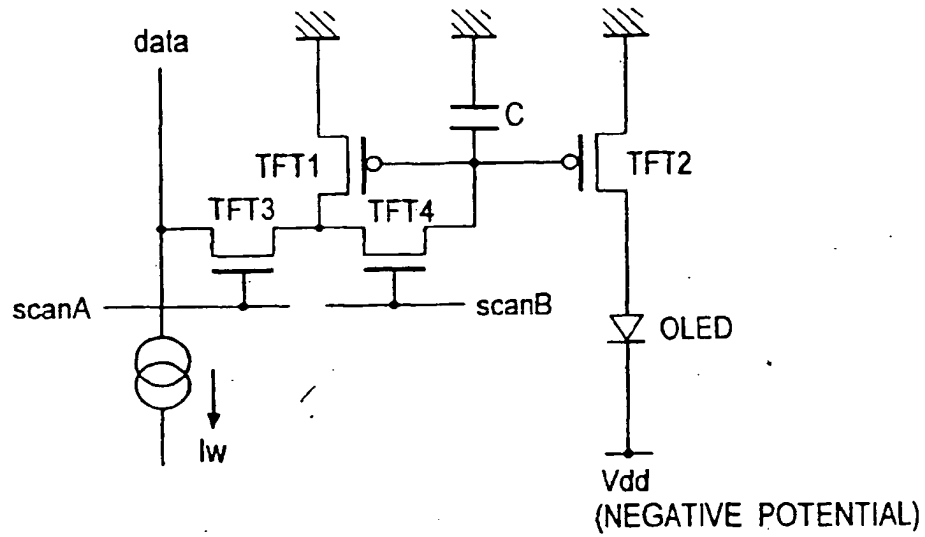 data
C
TFT1
TFT2
TFT3
TFT4
scanA
scanB
OLED
Iw
Vdd
(NEGATIVE POTENTIAL)